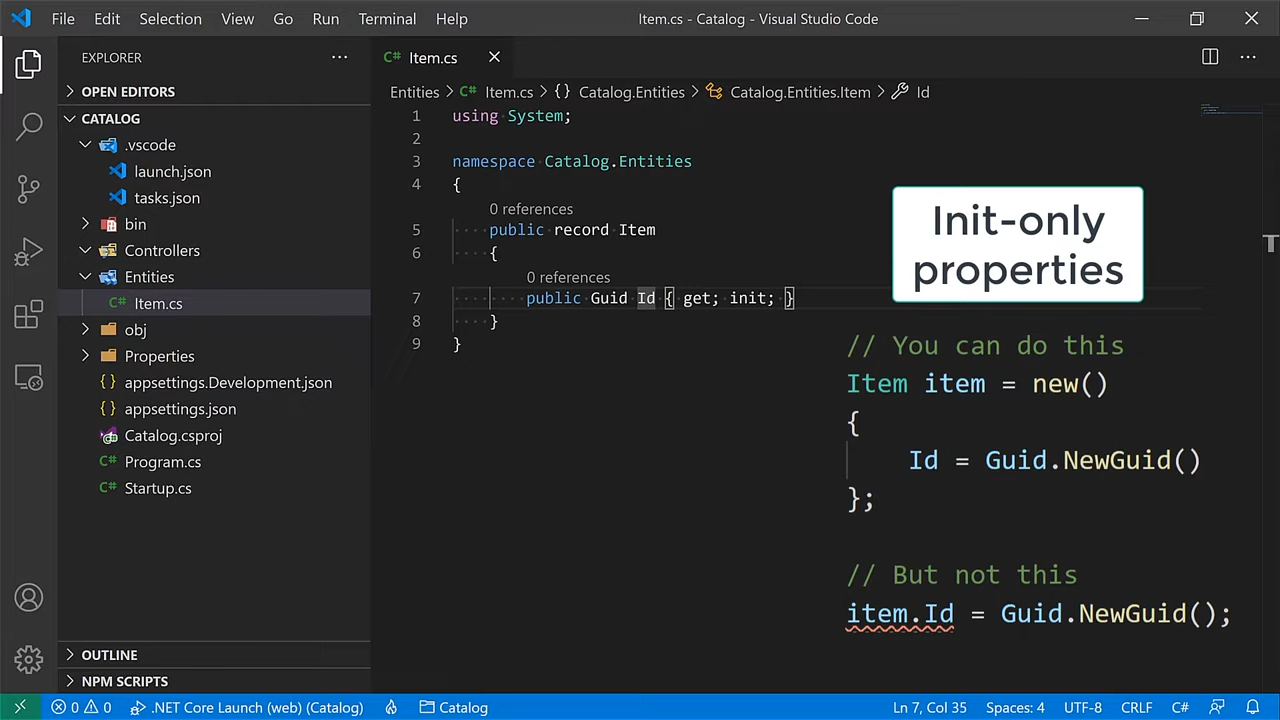 File Edit Selection View Go Run Terminal Help
Item.cs - Catalog - Visual Studio Code
EXPLORER
OPEN EDITORS
CATALOG
.vscode
launch.json
tasks.json
bin
Controllers
Entities
C# Item.cs
obj
Properties
{} appsettings.Development.json
{} appsettings.json
Catalog.csproj
C# Program.cs
C# Startup.cs
OUTLINE
NPM SCRIPTS
C# Item.cs
Entities > C# Item.cs > {} Catalog.Entities > Catalog.Entities.Item > Id
1 using System;
2
3 namespace Catalog.Entities
4 {
0 references
5 public record Item
6 {
0 references
7 public Guid Id { get; init; }
8 }
9 }
Init-only
properties
// You can do this
Item item = new()
{
Id = Guid.NewGuid()
};
// But not this
item.Id = Guid.NewGuid();
0 0 .NET Core Launch (web) (Catalog) Catalog
Ln 7, Col 35 Spaces: 4 UTF-8 CRLF C#